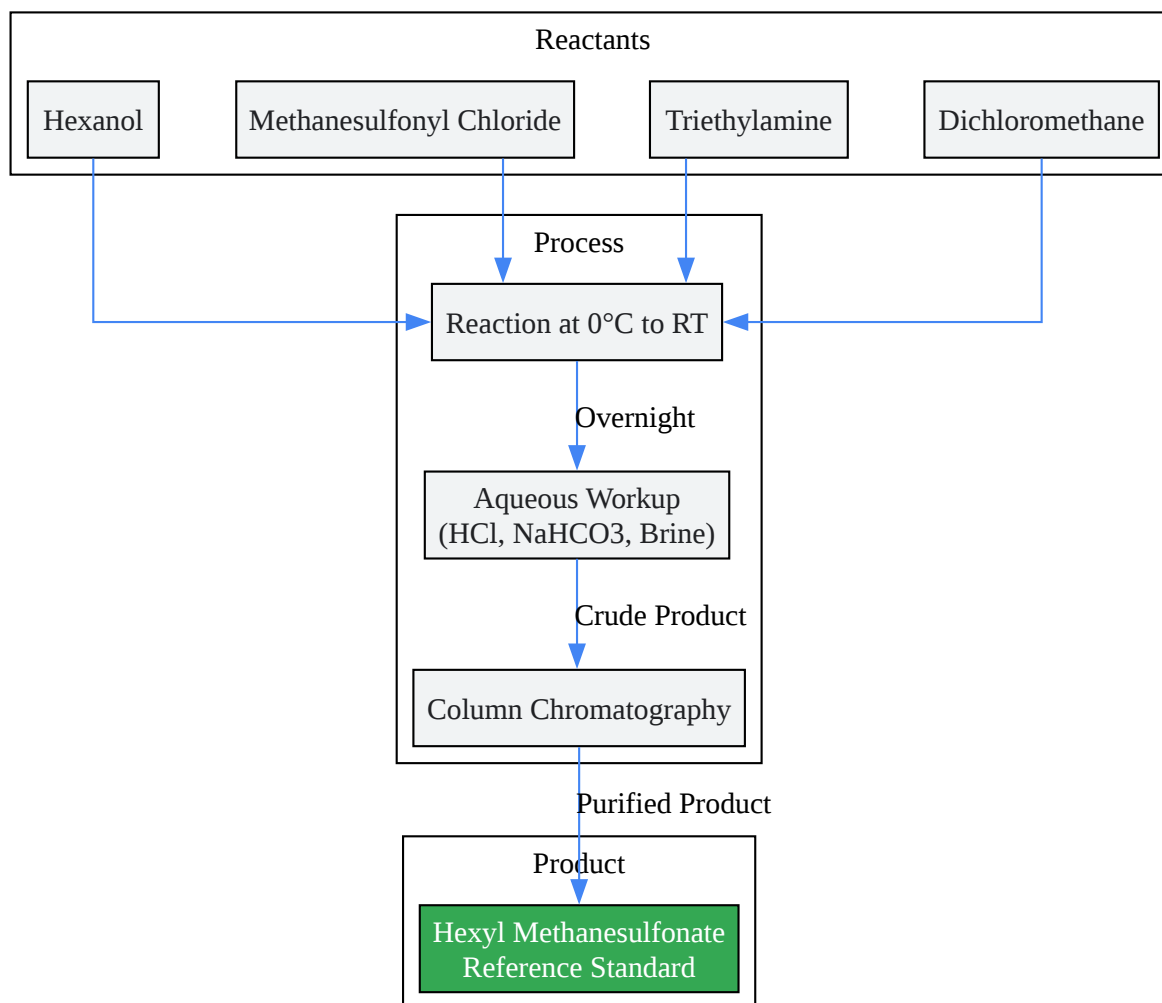 Reactants
Hexanol
Methanesulfonyl Chloride
Triethylamine
Dichloromethane
Process
Reaction at 0°C to RT
Overnight
Aqueous Workup
(HCl, NaHCO3, Brine)
Crude Product
Column Chromatography
Purified Product
Product
Hexyl Methanesulfonate
Reference Standard